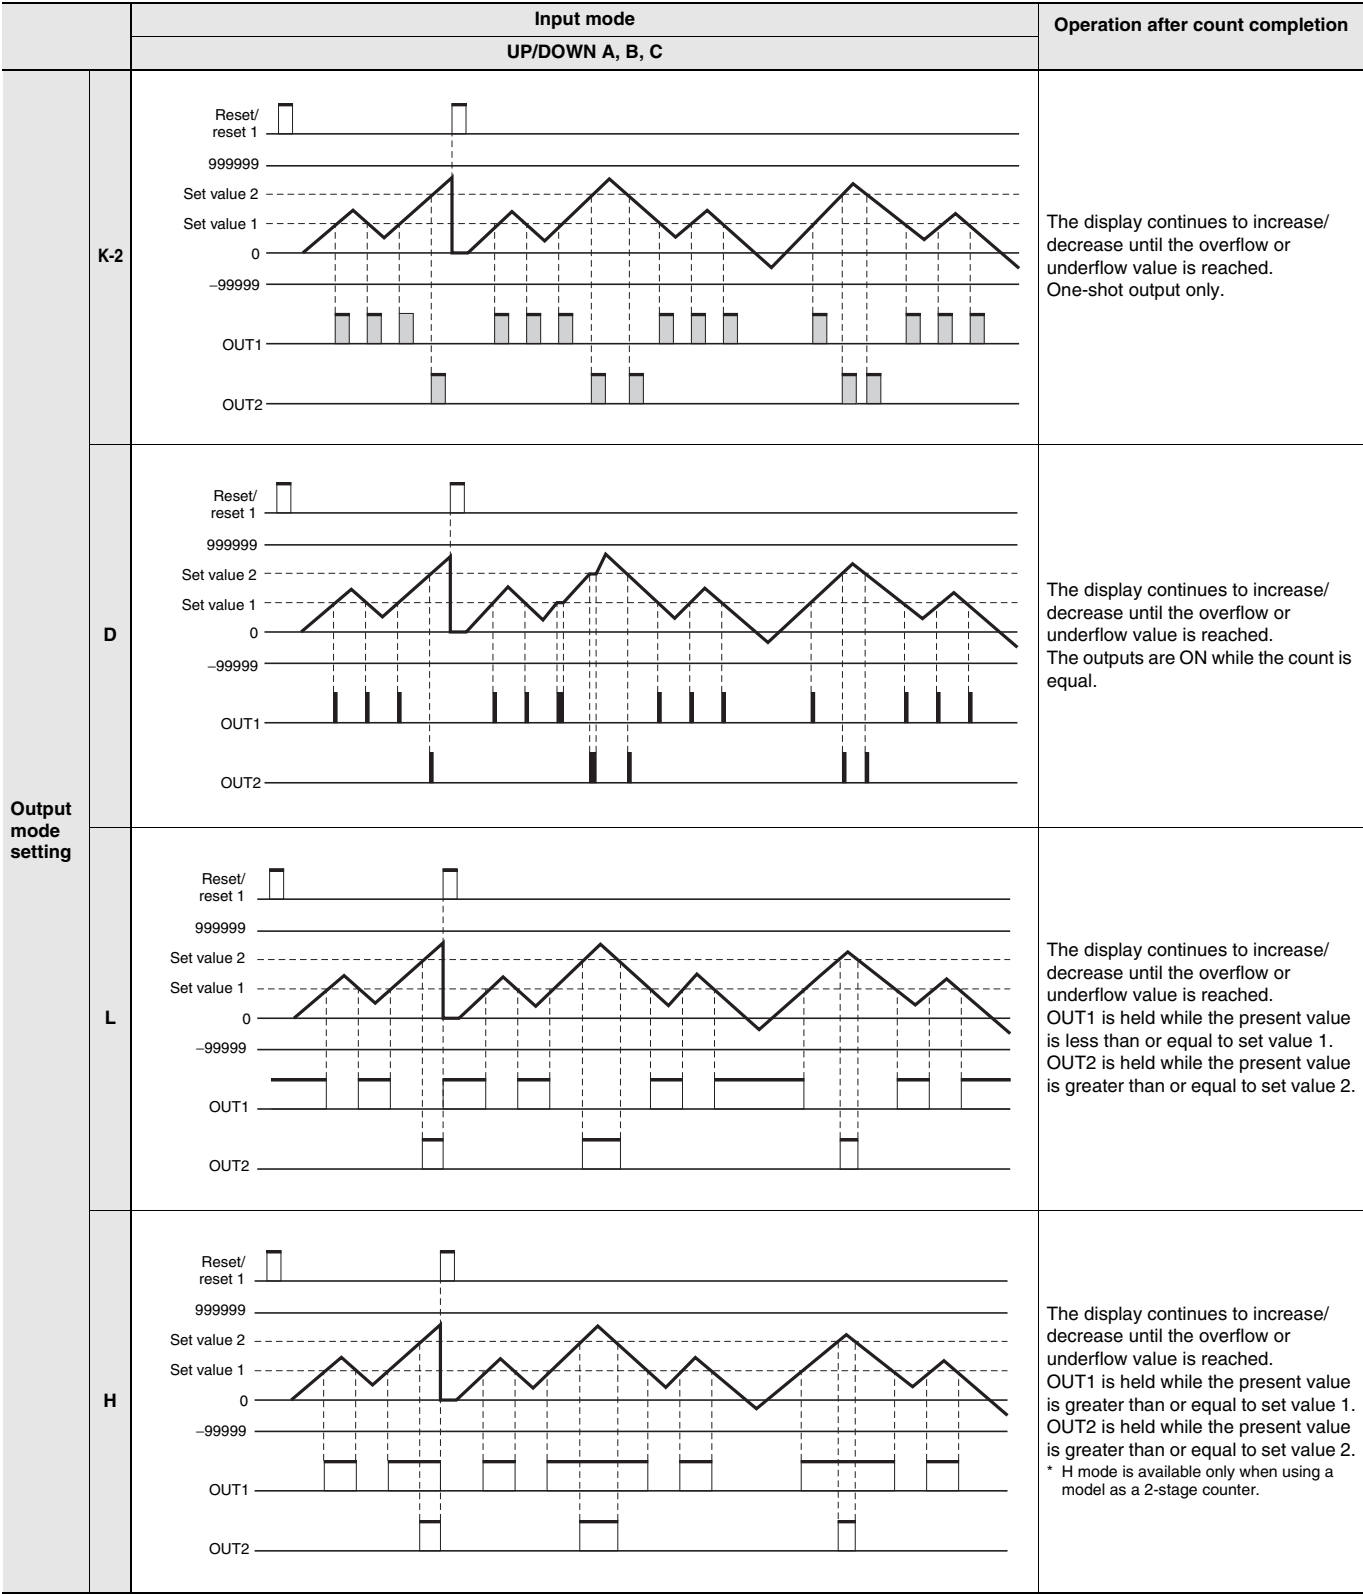 Input mode
Operation after count completion
UP/DOWN A, B, C
Output
mode
setting
K-2
Reset/
reset 1
999999
Set value 2
Set value 1
0
−99999
OUT1
OUT2
The display continues to increase/
decrease until the overflow or
underflow value is reached.
One-shot output only.
D
Reset/
reset 1
999999
Set value 2
Set value 1
0
−99999
OUT1
OUT2
The display continues to increase/
decrease until the overflow or
underflow value is reached.
The outputs are ON while the count is
equal.
L
Reset/
reset 1
999999
Set value 2
Set value 1
0
−99999
OUT1
OUT2
The display continues to increase/
decrease until the overflow or
underflow value is reached.
OUT1 is held while the present value
is less than or equal to set value 1.
OUT2 is held while the present value
is greater than or equal to set value 2.
H
Reset/
reset 1
999999
Set value 2
Set value 1
0
−99999
OUT1
OUT2
The display continues to increase/
decrease until the overflow or
underflow value is reached.
OUT1 is held while the present value
is greater than or equal to set value 1.
OUT2 is held while the present value
is greater than or equal to set value 2.
* H mode is available only when using a
model as a 2-stage counter.